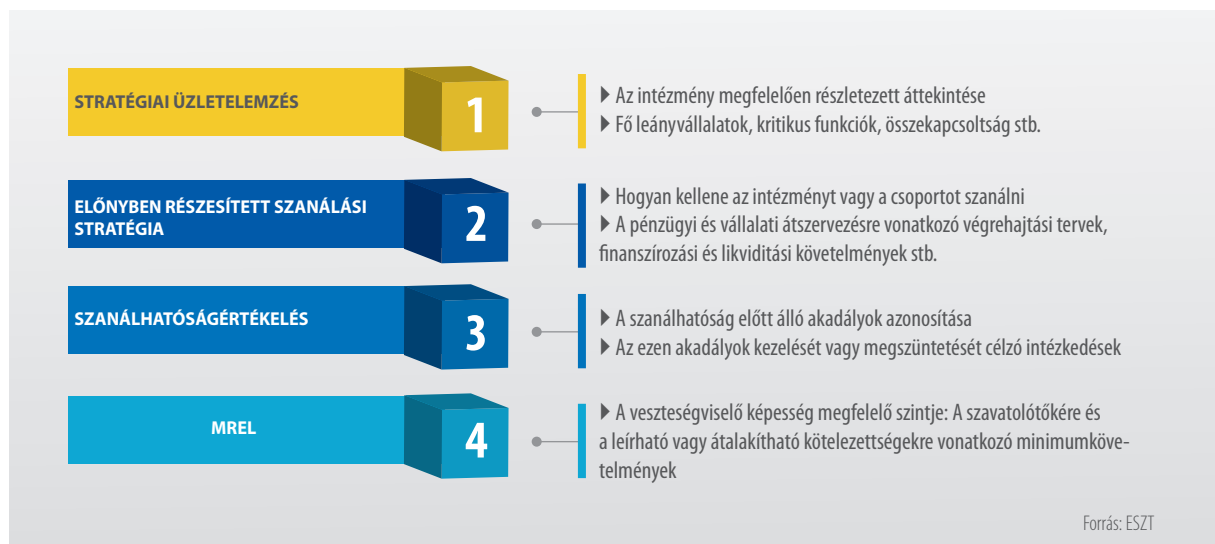 STRATÉGIAI ÜZLETELEMZÉS
1
▶ Az intézmény megfelelően részletezett áttekintése
▶ Fő leányvállalatok, kritikus funkciók, összekapcsoltság stb.
ELŐNYBEN RÉSZESÍTETT SZANÁLÁSI
STRATÉGIA
2
▶ Hogyan kellene az intézményt vagy a csoportot szanálni
▶ A pénzügyi és vállalati átszervezésre vonatkozó végrehajtási tervek,
finanszírozási és likviditási követelmények stb.
SZANÁLHATÓSÁGÉRTÉKELÉS
3
▶ A szanálhatóság előtt álló akadályok azonosítása
▶ Az ezen akadályok kezelését vagy megszüntetését célzó intézkedések
MREL
4
▶ A veszteségviselő képesség megfelelő szintje: A szavatolótőkére és
a leírható vagy átalakítható kötelezettségekre vonatkozó minimumköve-
telmények
Forrás: ESZT